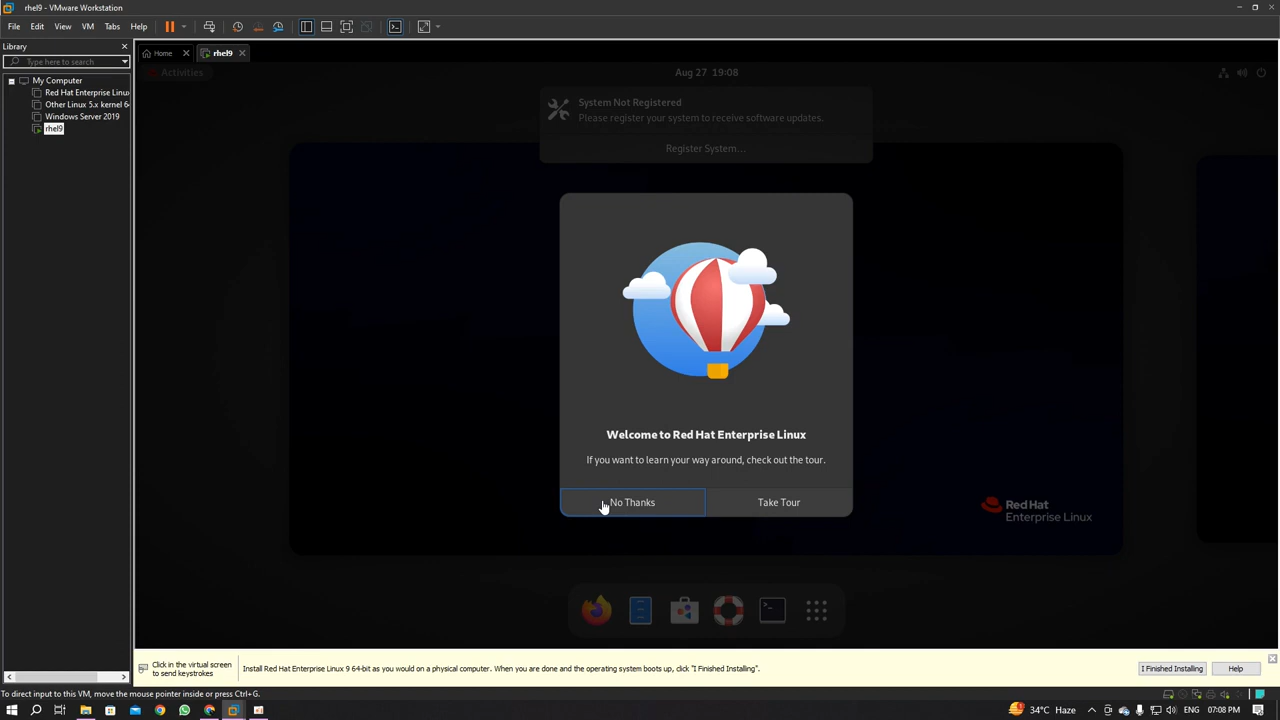 rhel9 - VMware Workstation
File Edit View VM Tabs Help
Library
Type here to search
My Computer
Red Hat Enterprise Linux
Other Linux 5.x kernel 6
Windows Server 2019
rhel9
Home
rhel9
Activities
Aug 27 19:08
System Not Registered
Please register your system to receive software updates.
Register System...
Welcome to Red Hat Enterprise Linux
If you want to learn your way around, check out the tour.
No Thanks
Take Tour
Red Hat
Enterprise Linux
Click in the virtual screen
to send keystrokes
Install Red Hat Enterprise Linux 9 64-bit as you would on a physical computer. When you are done and the operating system boots up, click "I Finished Installing".
I Finished Installing
Help
To direct input to this VM, move the mouse pointer inside or press Ctrl+G.
34°C Haze
ENG
07:08 PM